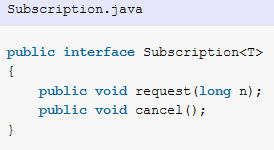 Subscription.java
public interface Subscription<T>
{
    public void request(long n);
    public void cancel();
}